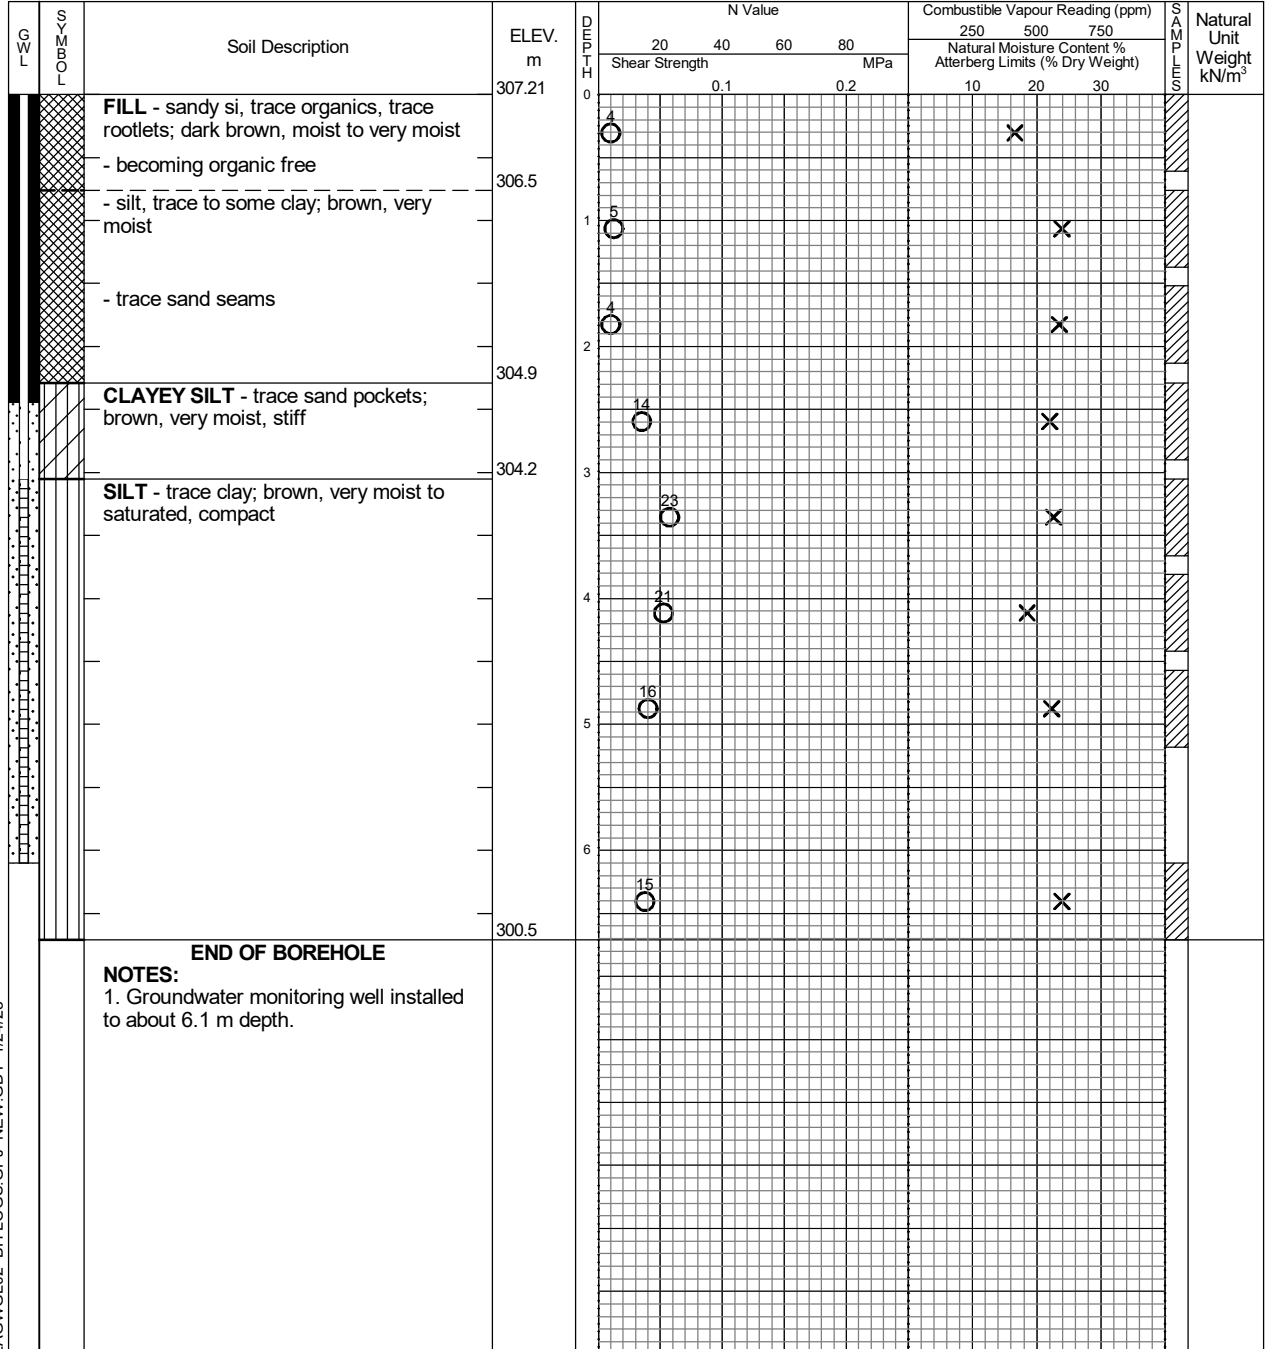 GWL
SYMBOL
Soil Description
ELEV.
m
307.21
DEPTH
N Value
20 40 60 80
Shear Strength MPa
0.1 0.2
Combustible Vapour Reading (ppm)
250 500 750
Natural Moisture Content %
Atterberg Limits (% Dry Weight)
10 20 30
SAMPLES
Natural
Unit
Weight
kN/m³
0
FILL - sandy si, trace organics, trace
rootlets; dark brown, moist to very moist
4
- becoming organic free
306.5
- silt, trace to some clay; brown, very
moist
5
1
- trace sand seams
4
2
304.9
CLAYEY SILT - trace sand pockets;
brown, very moist, stiff
14
304.2
3
SILT - trace clay; brown, very moist to
saturated, compact
23
4
21
16
5
6
15
300.5
END OF BOREHOLE
NOTES:
1. Groundwater monitoring well installed
to about 6.1 m depth.